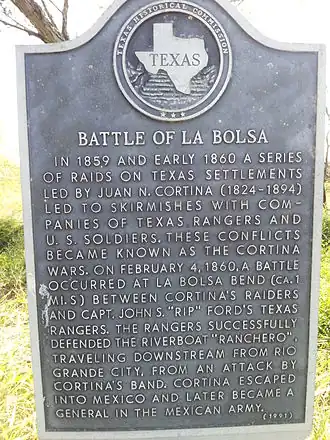 TEXAS HISTORICAL COMMISSION
TEXAS
BATTLE OF LA BOLSA
IN 1859 AND EARLY 1860 A SERIES
OF RAIDS ON TEXAS SETTLEMENTS
LED BY JUAN N. CORTINA (1824-1894)
LED TO SKIRMISHES WITH COM-
PANIES OF TEXAS RANGERS AND
U. S. SOLDIERS. THESE CONFLICTS
BECAME KNOWN AS THE CORTINA
WARS. ON FEBRUARY 4, 1860, A BATTLE
OCCURRED AT LA BOLSA BEND (CA. 1
MI. S) BETWEEN CORTINA'S RAIDERS
AND CAPT. JOHN S. "RIP" FORD'S TEXAS
RANGERS. THE RANGERS SUCCESSFULLY
DEFENDED THE RIVERBOAT "RANCHERO",
TRAVELING DOWNSTREAM FROM RIO
GRANDE CITY, FROM AN ATTACK BY
CORTINA'S BAND. CORTINA ESCAPED
INTO MEXICO AND LATER BECAME A
GENERAL IN THE MEXICAN ARMY.
(1991)